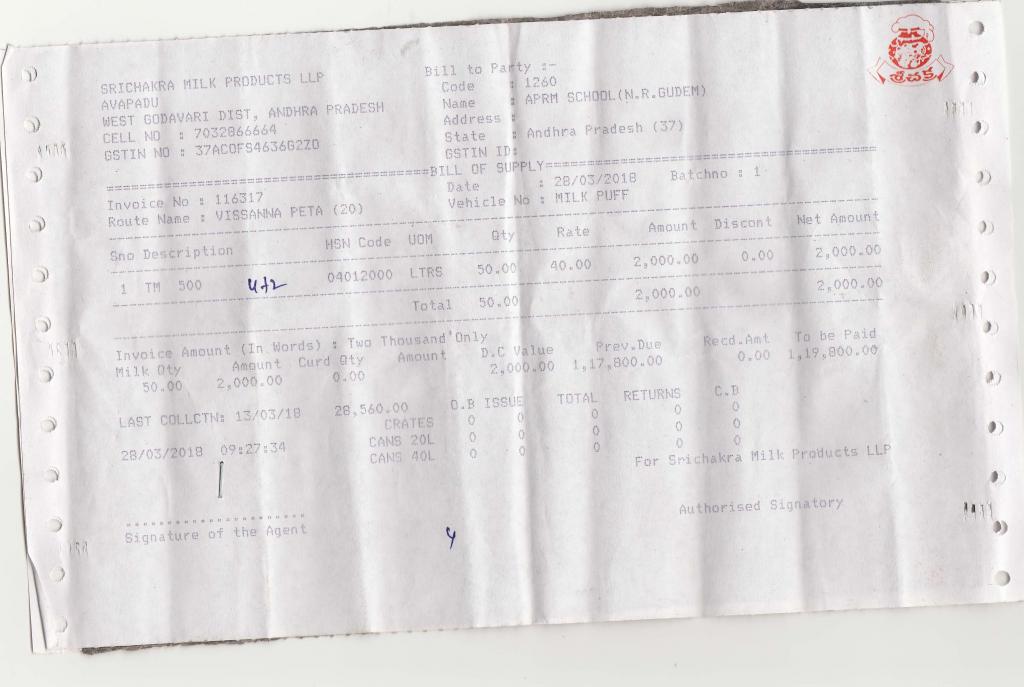 SRICHAKRA MILK PRODUCTS LLP
AVAPADU
WEST GODAVARI DIST, ANDHRA PRADESH
CELL NO : 7032866664
GSTIN NO : 37ACOFS4636G2ZO
Bill to Party :-
Code : 1260
Name : APRM SCHOOL(N.R.GUDEM)
Address :
State : Andhra Pradesh (37)
GSTIN ID:
శ్రీచక్ర
BILL OF SUPPLY
Invoice No : 116317 Date : 28/03/2018 Batchno : 1
Route Name : VISSANNA PETA (20) Vehicle No : MILK PUFF
Sno Description HSN Code UOM Qty Rate Amount Discont Net Amount
1 TM 500 4+2 04012000 LTRS 50.00 40.00 2,000.00 0.00 2,000.00
Total 50.00 2,000.00 2,000.00
Invoice Amount (In Words) : Two Thousand Only
Milk Qty Amount Curd Qty Amount D.C Value Prev.Due Recd.Amt To be Paid
50.00 2,000.00 0.00 2,000.00 1,17,800.00 0.00 1,19,800.00
LAST COLLCTN: 13/03/18 28,560.00 O.B ISSUE TOTAL RETURNS C.B
CRATES 0 0 0 0 0
28/03/2018 09:27:34 CANS 20L 0 0 0 0 0
CANS 40L 0 0 0 0 0
For Srichakra Milk Products LLP
Authorised Signatory
Signature of the Agent
4